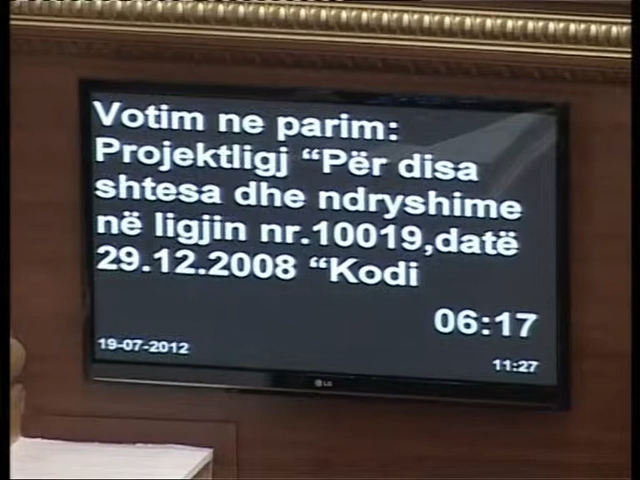 Votim ne parim:
Projektligj “Për disa
shtesa dhe ndryshime
në ligjin nr.10019,datë
29.12.2008 “Kodi
06:17
19-07-2012
11:27
LG